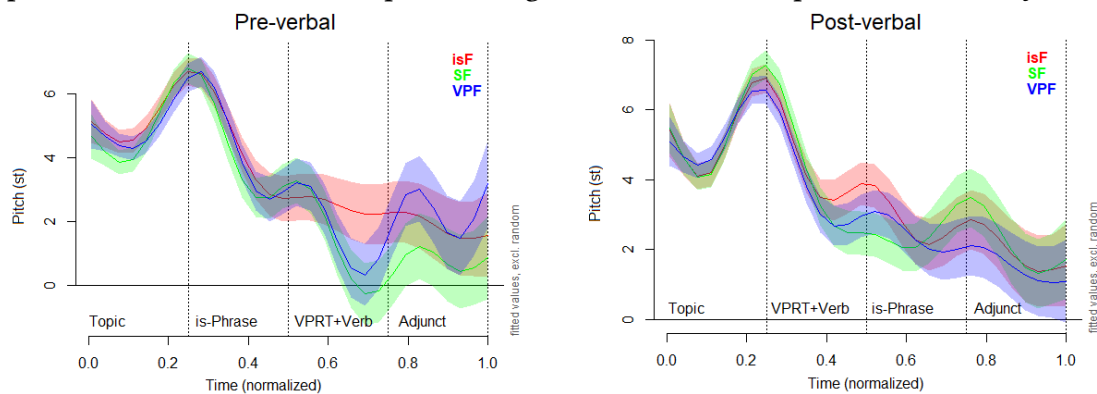 Pre-verbal
isF
SF
VPF
Pitch (st)
6
4
2
0
Topic
is-Phrase
VPRT+Verb
Adjunct
0.0 0.2 0.4 0.6 0.8 1.0
Time (normalized)
fitted values, excl. random
Post-verbal
isF
SF
VPF
Pitch (st)
8
6
4
2
0
Topic
VPRT+Verb
is-Phrase
Adjunct
0.0 0.2 0.4 0.6 0.8 1.0
Time (normalized)
fitted values, excl. random